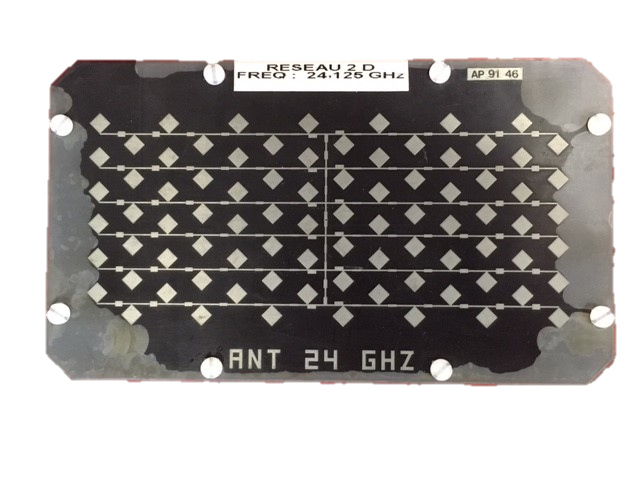 RESEAU 2 D
FREQ : 24.125 GHz
AP 91 46
ANT 24 GHZ